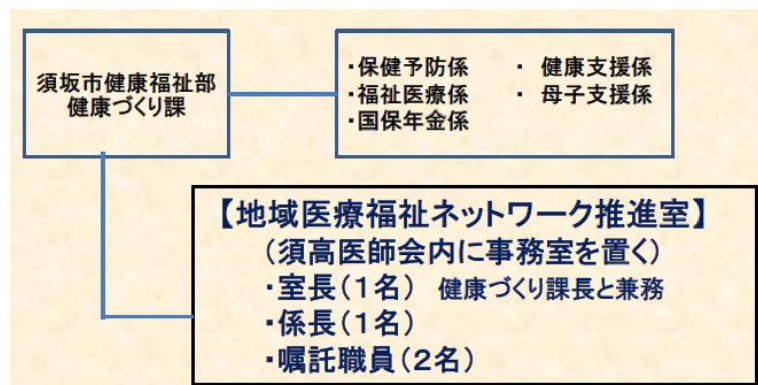 須坂市健康福祉部
健康づくり課
・保健予防係　・ 健康支援係
・福祉医療係　・ 母子支援係
・国保年金係
【地域医療福祉ネットワーク推進室】
(須高医師会内に事務室を置く)
・室長(1名) 健康づくり課長と兼務
・係長(1名)
・嘱託職員(2名)